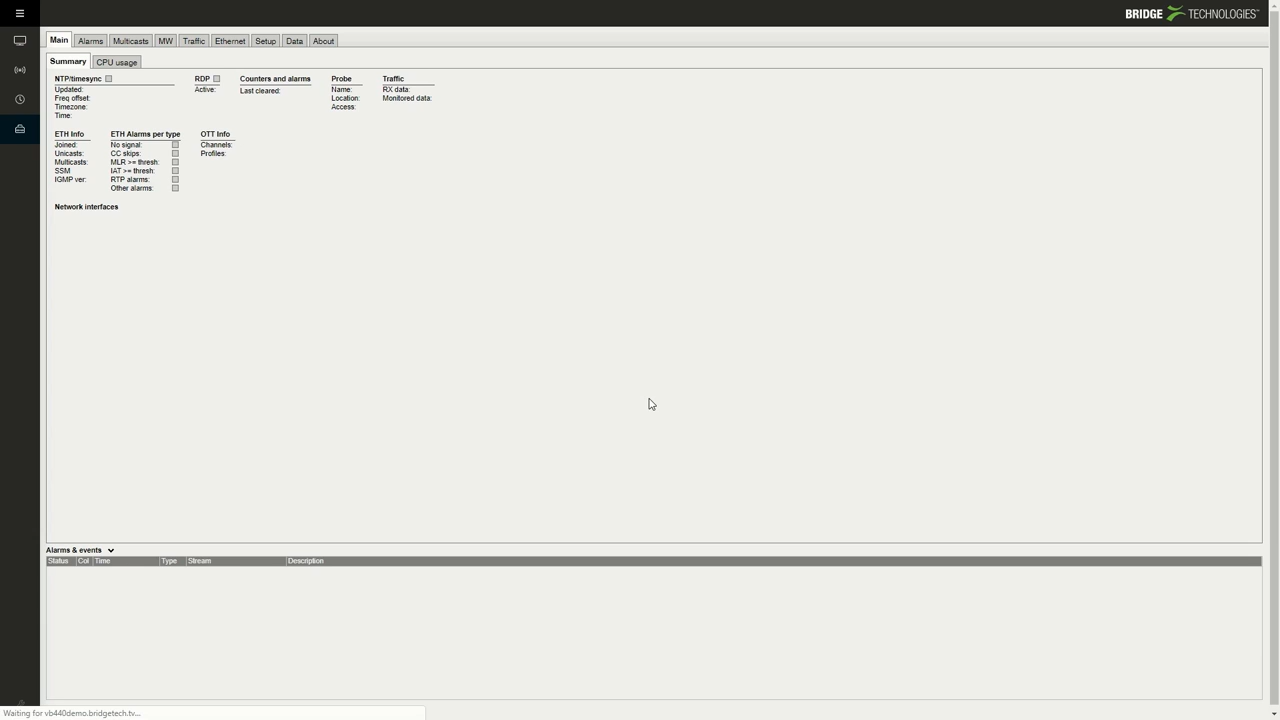 BRIDGE TECHNOLOGIES
Main Alarms Multicasts MW Traffic Ethernet Setup Data About
Summary CPU usage
NTP/timesync RDP Counters and alarms Probe Traffic
Updated: Active: Last cleared: Name: RX data:
Freq offset: Location: Monitored data:
Timezone: Access:
Time:
ETH Info ETH Alarms per type OTT Info
Joined: No signal: Channels:
Unicasts: CC skips: Profiles:
Multicasts: MLR >= thresh:
SSM IAT >= thresh:
IGMP ver: RTP alarms:
Other alarms:
Network interfaces
Alarms & events
Status Col Time Type Stream Description
Waiting for vb440demo.bridgetech.tv...